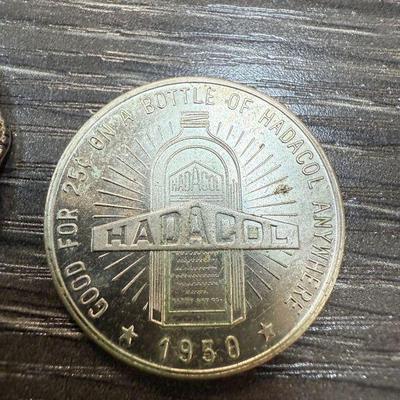 GOOD FOR 25¢ ON A BOTTLE OF HADACOL ANYWHERE
HADACOL
HADACOL
1950